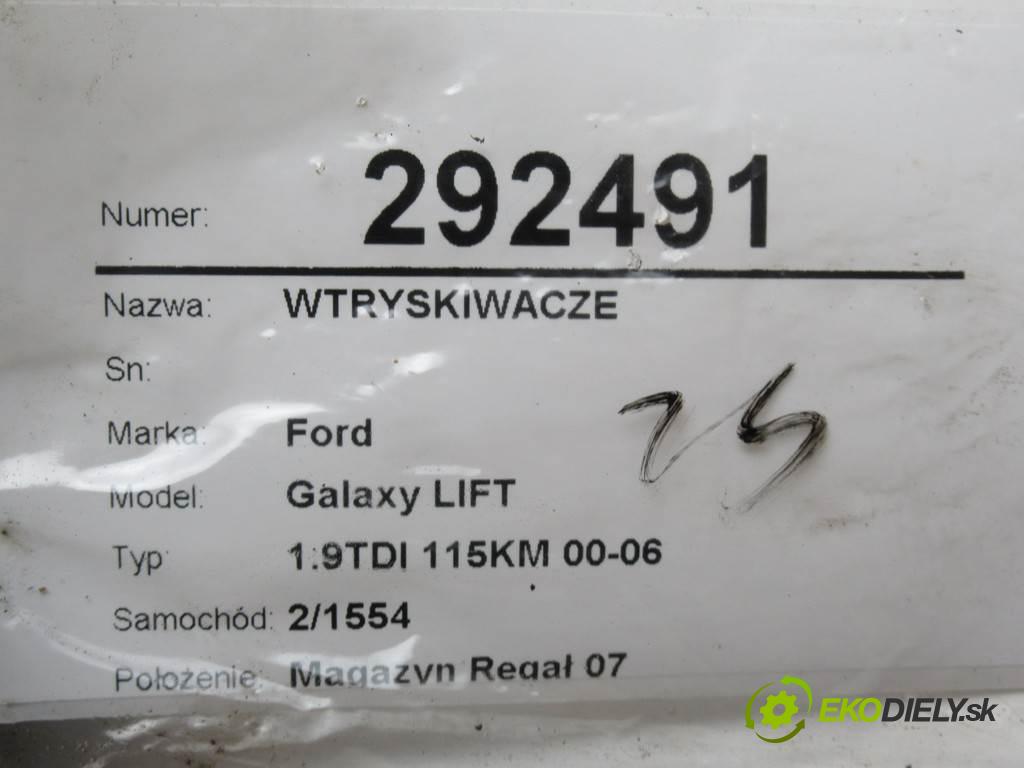 Numer: 292491
Nazwa: WTRYSKIWACZE
Sn:
Marka: Ford
Model: Galaxy LIFT
Typ: 1.9TDI 115KM 00-06
Samochód: 2/1554
Położenie: Magazyn Regał 07
EKODIELY.sk